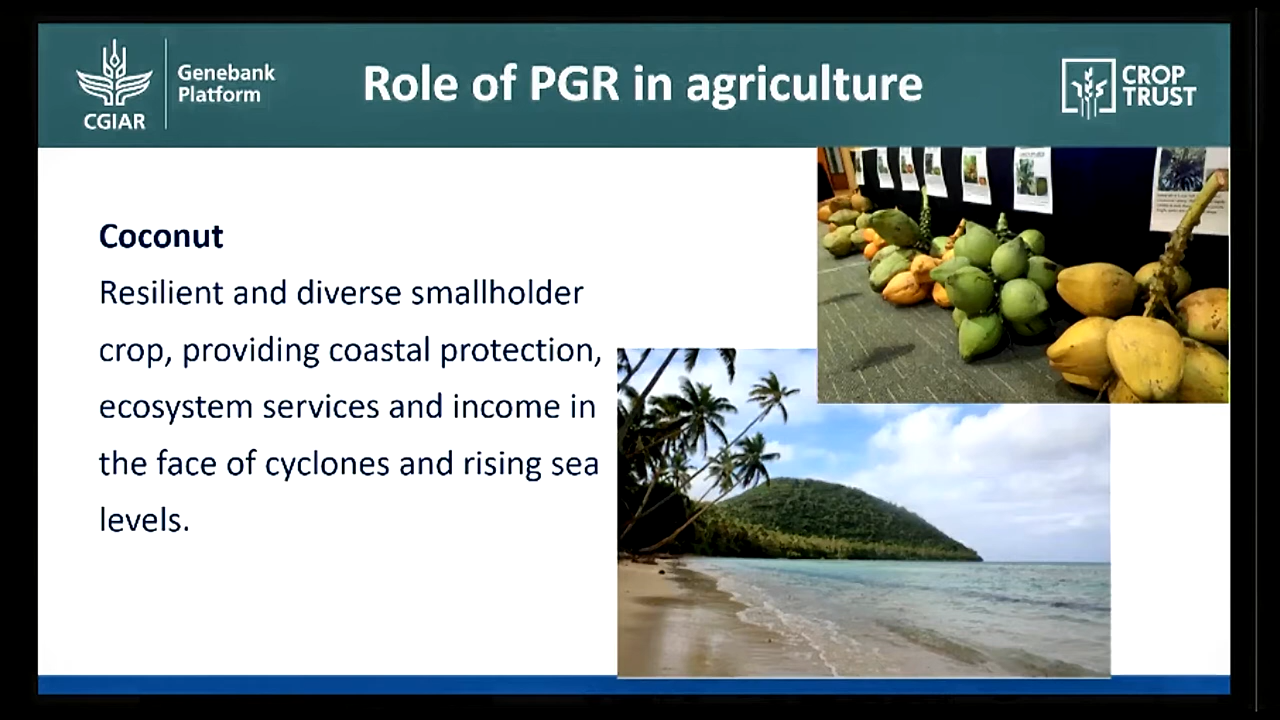 CGIAR
Genebank
Platform
Role of PGR in agriculture
CROP
TRUST
Coconut
Resilient and diverse smallholder
crop, providing coastal protection,
ecosystem services and income in
the face of cyclones and rising sea
levels.